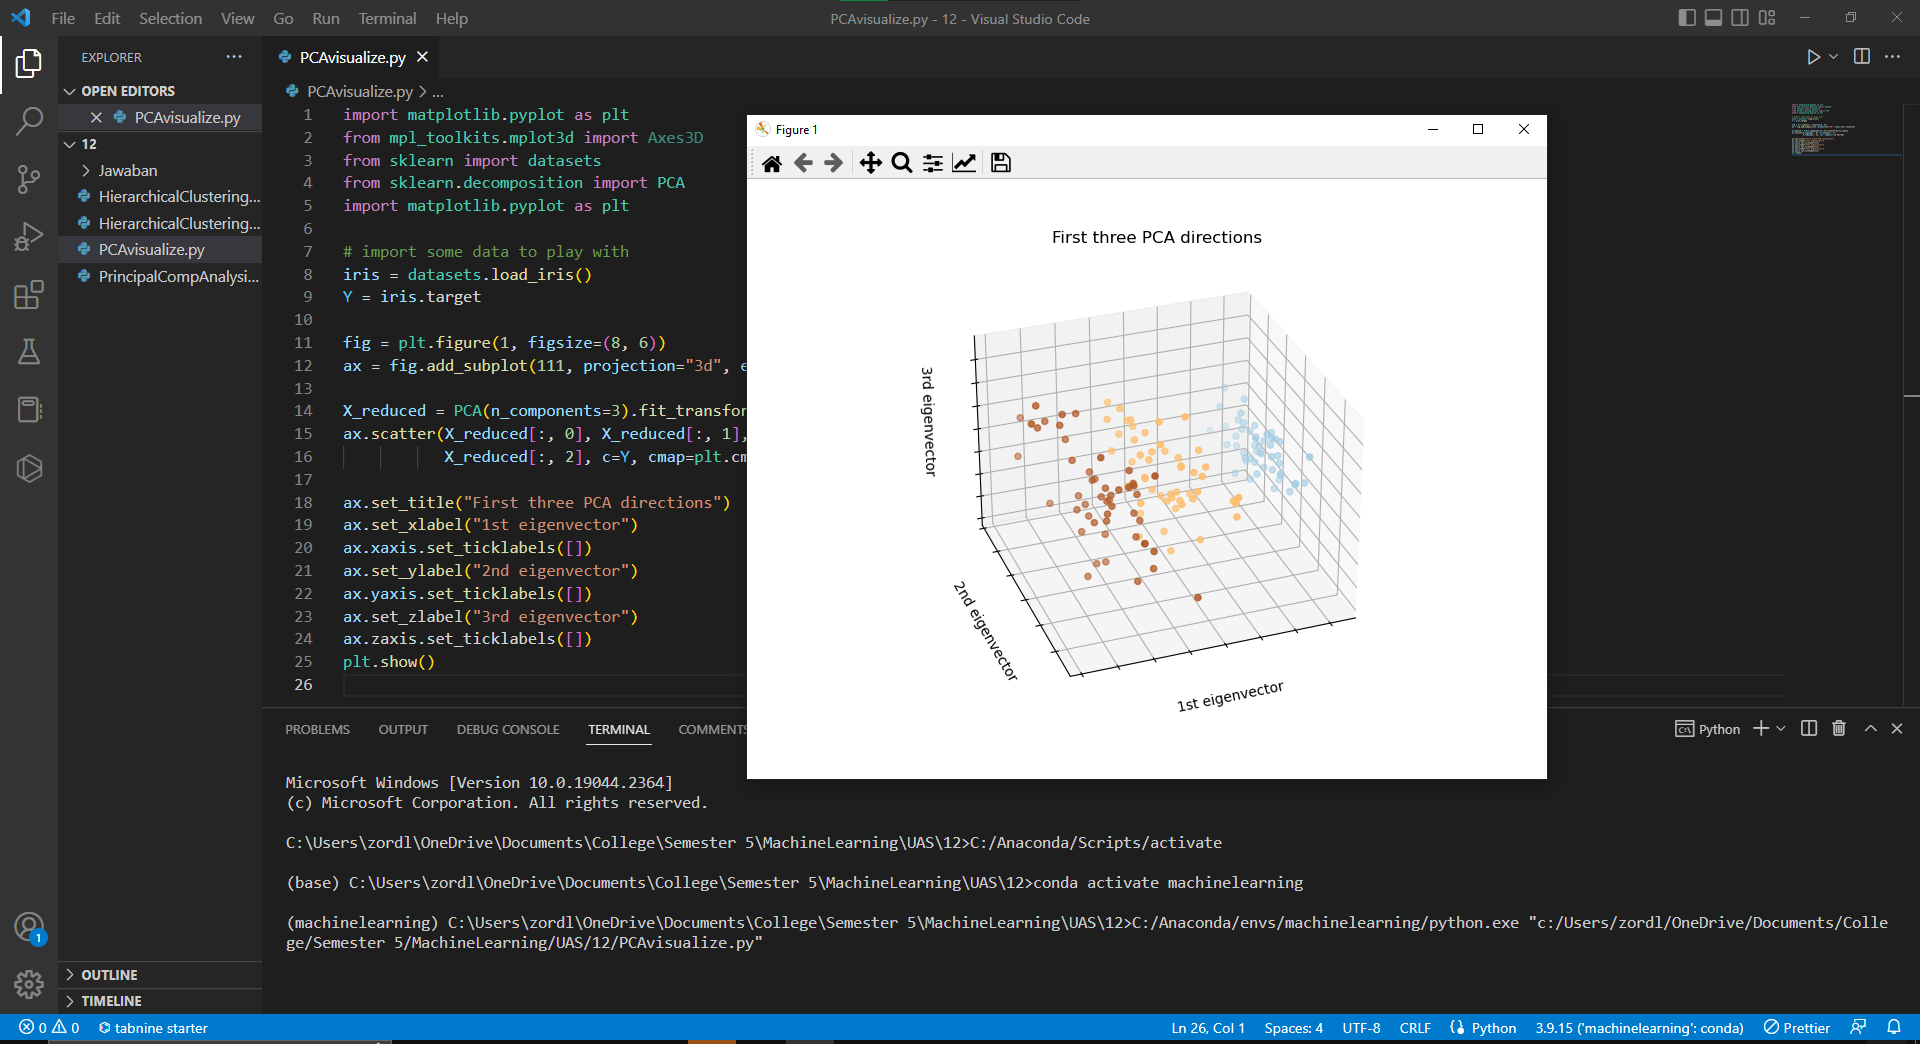 File Edit Selection View Go Run Terminal Help
PCAvisualize.py - 12 - Visual Studio Code
EXPLORER
OPEN EDITORS
PCAvisualize.py
12
Jawaban
HierarchicalClustering...
HierarchicalClustering...
PCAvisualize.py
PrincipalCompAnalysi...
OUTLINE
TIMELINE
1
PCAvisualize.py
PCAvisualize.py > ...
1 import matplotlib.pyplot as plt
2 from mpl_toolkits.mplot3d import Axes3D
3 from sklearn import datasets
4 from sklearn.decomposition import PCA
5 import matplotlib.pyplot as plt
6
7 # import some data to play with
8 iris = datasets.load_iris()
9 Y = iris.target
10
11 fig = plt.figure(1, figsize=(8, 6))
12 ax = fig.add_subplot(111, projection="3d", e
13
14 X_reduced = PCA(n_components=3).fit_transfor
15 ax.scatter(X_reduced[:, 0], X_reduced[:, 1],
16 X_reduced[:, 2], c=Y, cmap=plt.cm
17
18 ax.set_title("First three PCA directions")
19 ax.set_xlabel("1st eigenvector")
20 ax.xaxis.set_ticklabels([])
21 ax.set_ylabel("2nd eigenvector")
22 ax.yaxis.set_ticklabels([])
23 ax.set_zlabel("3rd eigenvector")
24 ax.zaxis.set_ticklabels([])
25 plt.show()
26
Figure 1
First three PCA directions
3rd eigenvector
2nd eigenvector
1st eigenvector
PROBLEMS OUTPUT DEBUG CONSOLE TERMINAL COMMENTS
Python
Microsoft Windows [Version 10.0.19044.2364]
(c) Microsoft Corporation. All rights reserved.
C:\Users\zordl\OneDrive\Documents\College\Semester 5\MachineLearning\UAS\12>C:/Anaconda/Scripts/activate
(base) C:\Users\zordl\OneDrive\Documents\College\Semester 5\MachineLearning\UAS\12>conda activate machinelearning
(machinelearning) C:\Users\zordl\OneDrive\Documents\College\Semester 5\MachineLearning\UAS\12>C:/Anaconda/envs/machinelearning/python.exe "c:/Users/zordl/OneDrive/Documents/Colle
ge/Semester 5/MachineLearning/UAS/12/PCAvisualize.py"
0 0 tabnine starter
Ln 26, Col 1 Spaces: 4 UTF-8 CRLF Python 3.9.15 ('machinelearning': conda) Prettier